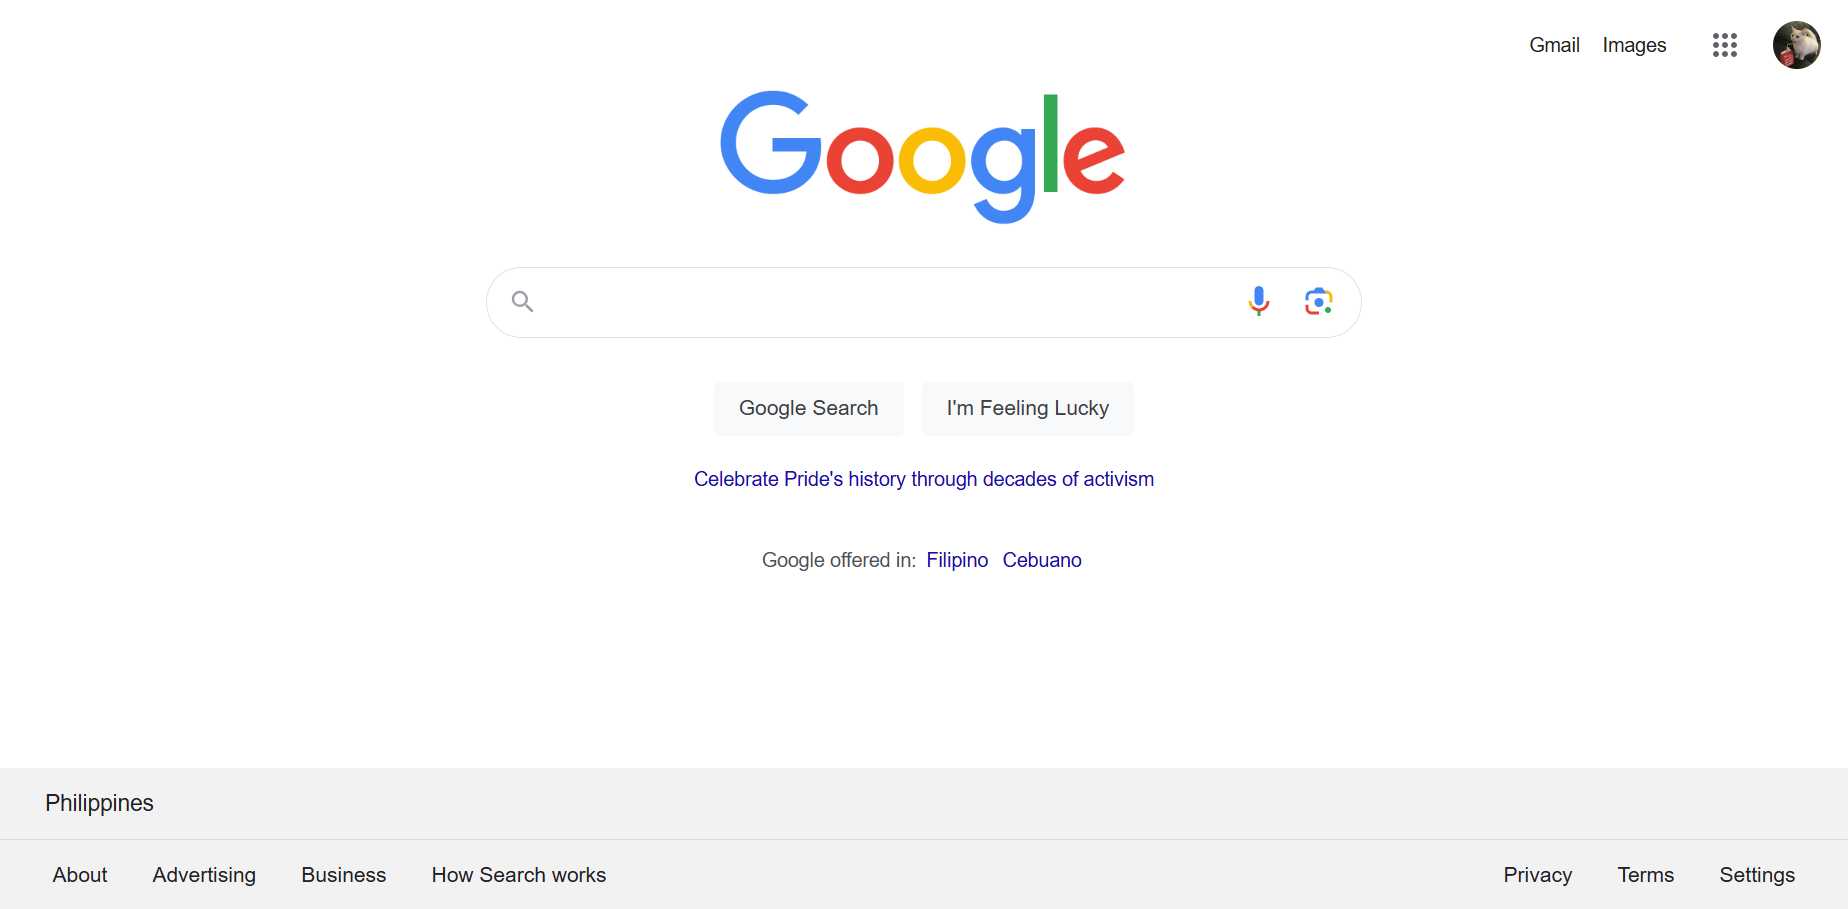 Gmail Images
Google
Google Search I'm Feeling Lucky
Celebrate Pride's history through decades of activism
Google offered in: Filipino Cebuano
Philippines
About Advertising Business How Search works Privacy Terms Settings